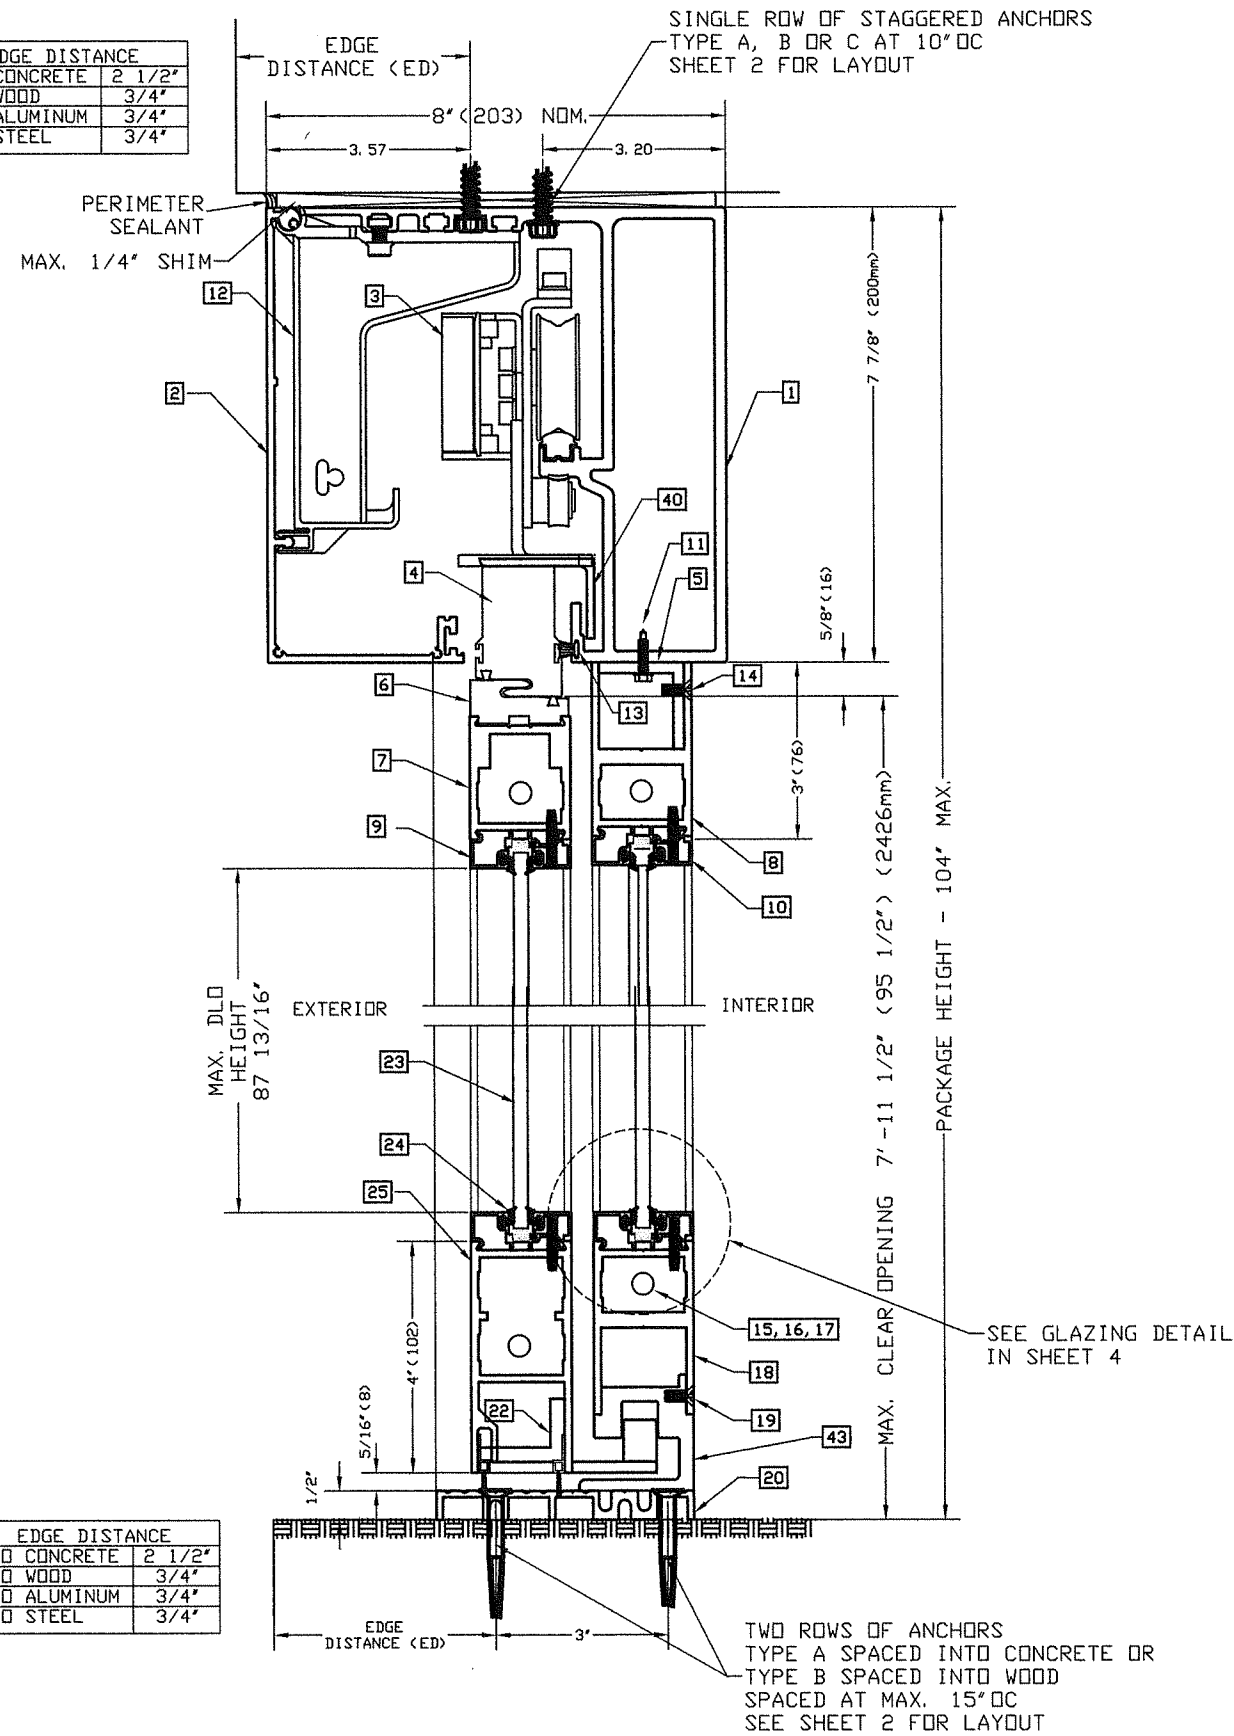 SINGLE ROW OF STAGGERED ANCHORS
TYPE A, B OR C AT 10" OC
SHEET 2 FOR LAYOUT
EDGE
DISTANCE (ED)
EDGE DISTANCE
CONCRETE 2 1/2"
WOOD 3/4"
ALUMINUM 3/4"
STEEL 3/4"
8" (203) NOM.
3.57
3.20
PERIMETER
SEALANT
MAX. 1/4" SHIM
12
3
2
1
7 7/8" (200mm)
40
11
5
4
5/8" (16)
6
14
13
7
3" (76)
9
8
10
MAX. DLO
HEIGHT
87 13/16"
EXTERIOR
INTERIOR
MAX. CLEAR OPENING 7'-11 1/2" (95 1/2") (2426mm)
PACKAGE HEIGHT - 104" MAX.
23
24
25
15, 16, 17
SEE GLAZING DETAIL
IN SHEET 4
18
4" (102)
22
19
5/16" (8)
43
1/2"
20
EDGE DISTANCE
O CONCRETE 2 1/2"
O WOOD 3/4"
O ALUMINUM 3/4"
O STEEL 3/4"
EDGE
DISTANCE (ED)
3"
TWO ROWS OF ANCHORS
TYPE A SPACED INTO CONCRETE OR
TYPE B SPACED INTO WOOD
SPACED AT MAX. 15" OC
SEE SHEET 2 FOR LAYOUT